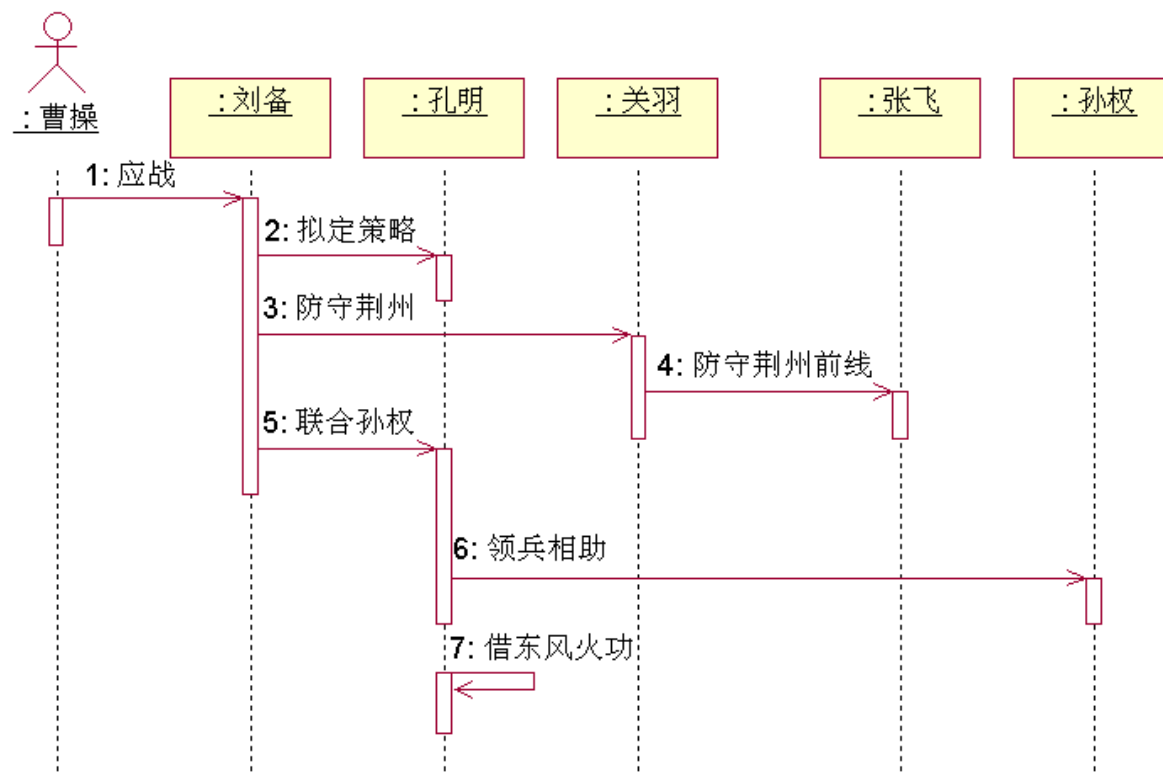 : 曹操
: 刘备
: 孔明
: 关羽
: 张飞
: 孙权
1: 应战
2: 拟定策略
3: 防守荆州
4: 防守荆州前线
5: 联合孙权
6: 领兵相助
7: 借东风火功